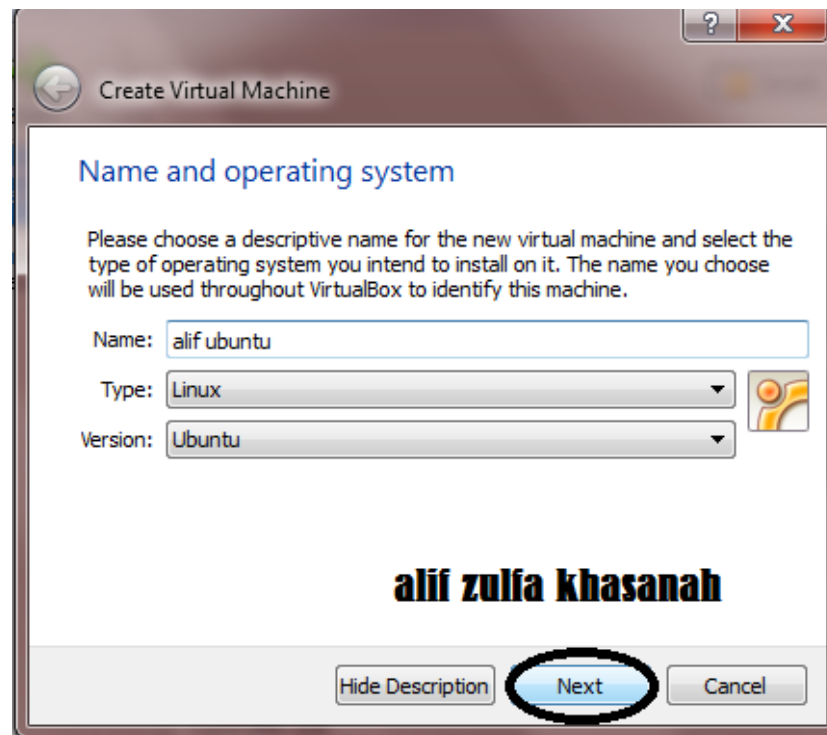 ?
X
Create Virtual Machine
Name and operating system
Please choose a descriptive name for the new virtual machine and select the
type of operating system you intend to install on it. The name you choose
will be used throughout VirtualBox to identify this machine.
Name: alif ubuntu
Type: Linux
Version: Ubuntu
alif zulfa khasanah
Hide Description Next Cancel